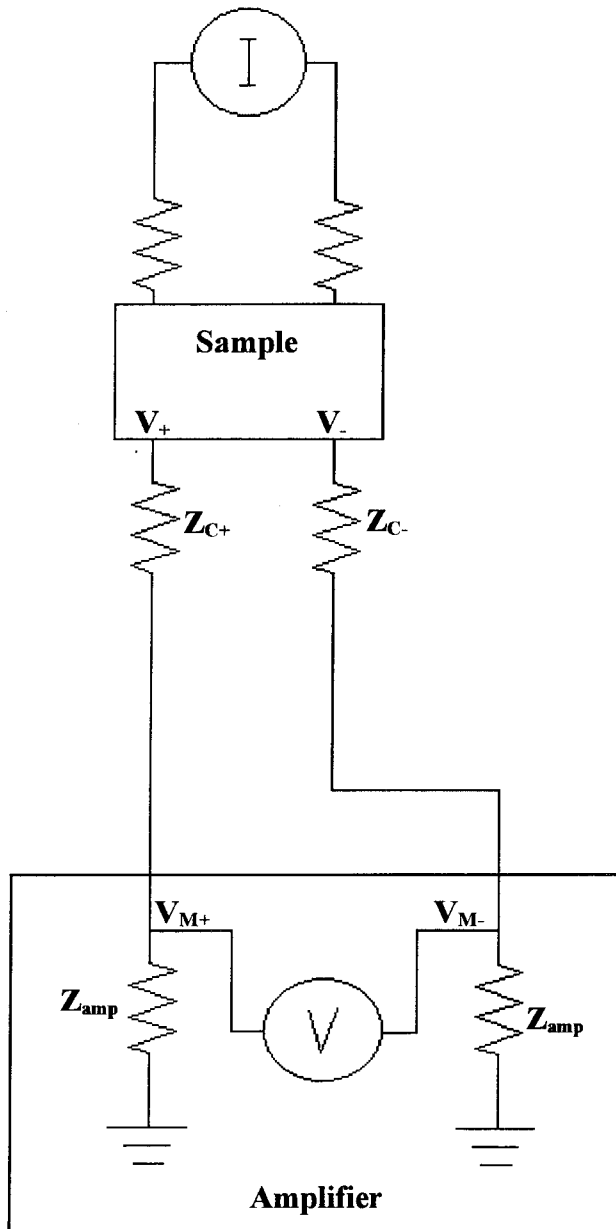 I
Sample
V+ V-
ZC+ ZC-
VM+ VM-
Zamp V Zamp
Amplifier